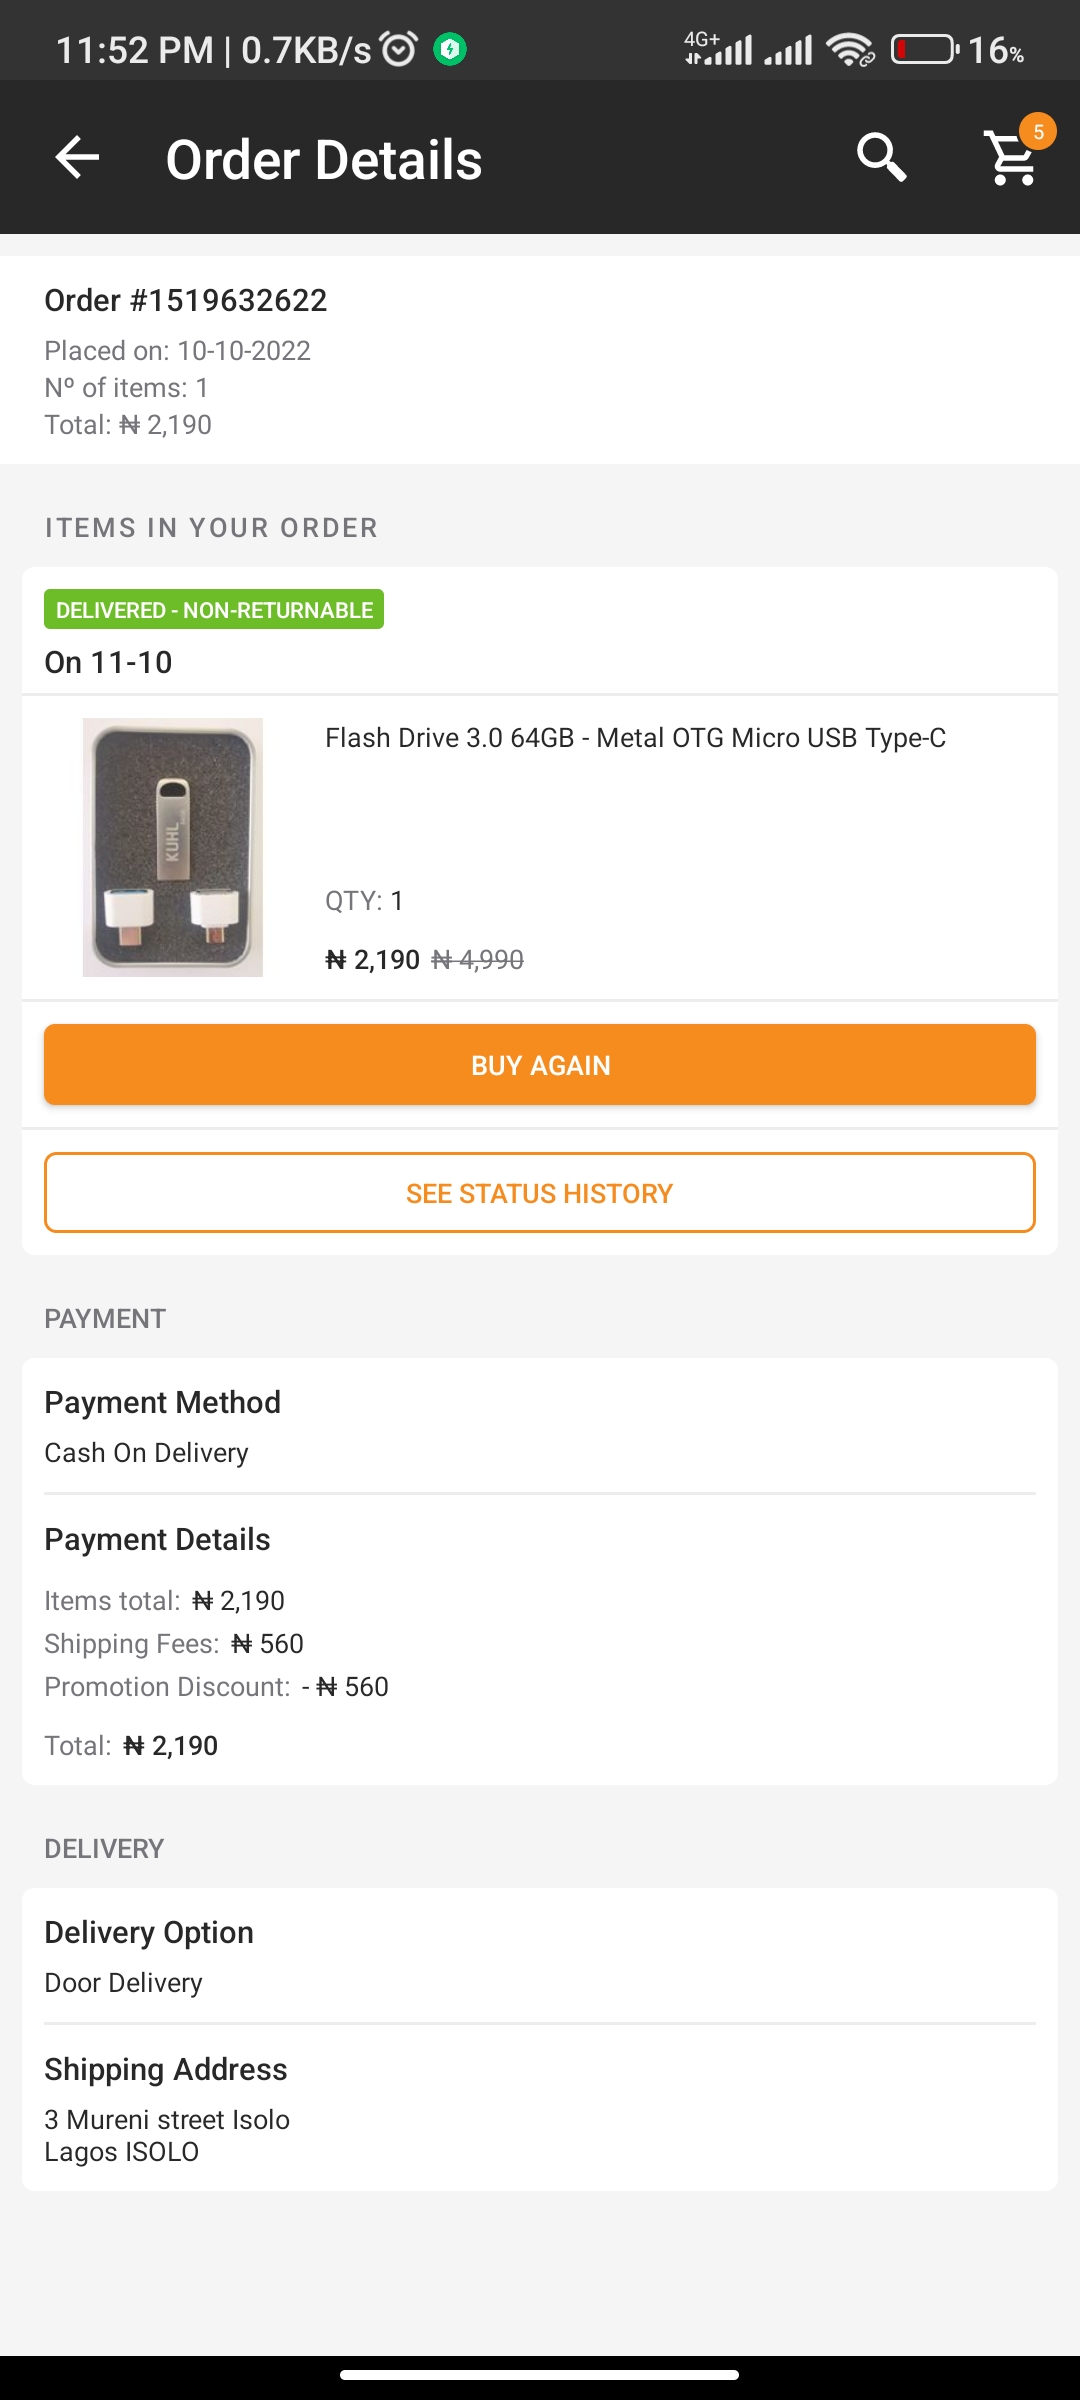 11:52 PM | 0.7KB/s 4G+ 16%
Order Details 5
Order #1519632622
Placed on: 10-10-2022
Nº of items: 1
Total: ₦ 2,190
ITEMS IN YOUR ORDER
DELIVERED - NON-RETURNABLE
On 11-10
Flash Drive 3.0 64GB - Metal OTG Micro USB Type-C
KUHL
QTY: 1
₦ 2,190 ₦ 4,990
BUY AGAIN
SEE STATUS HISTORY
PAYMENT
Payment Method
Cash On Delivery
Payment Details
Items total: ₦ 2,190
Shipping Fees: ₦ 560
Promotion Discount: - ₦ 560
Total: ₦ 2,190
DELIVERY
Delivery Option
Door Delivery
Shipping Address
3 Mureni street Isolo
Lagos ISOLO